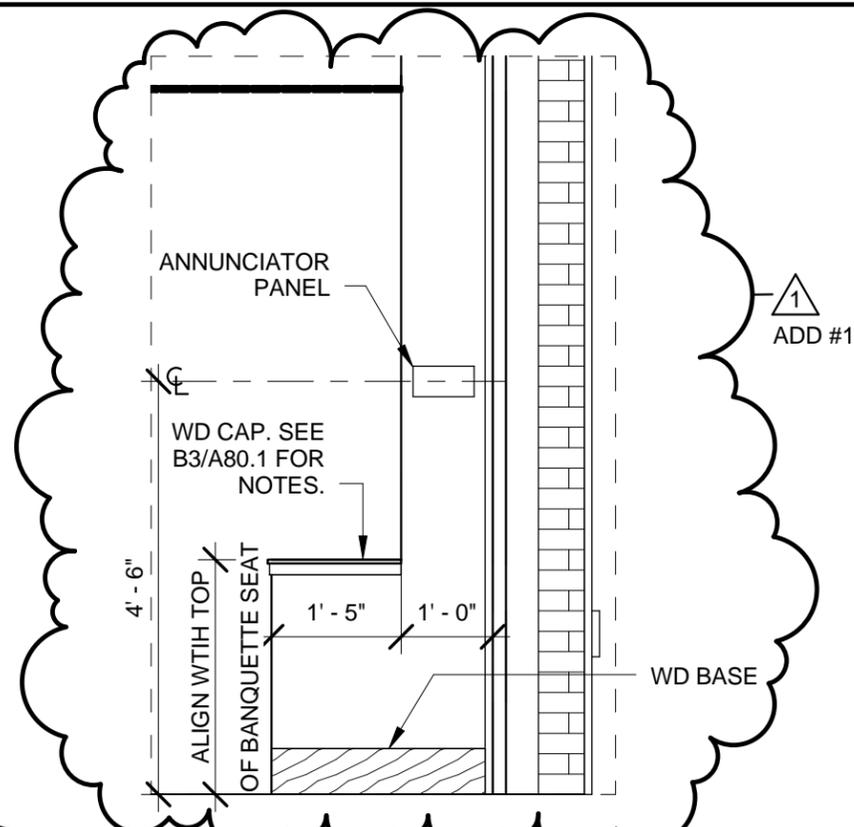 ANNUNCIATOR
PANEL
1
ADD #1
℄
WD CAP. SEE
B3/A80.1 FOR
NOTES.
4' - 6"
ALIGN WTIH TOP
OF BANQUETTE SEAT
1' - 5"
1' - 0"
WD BASE